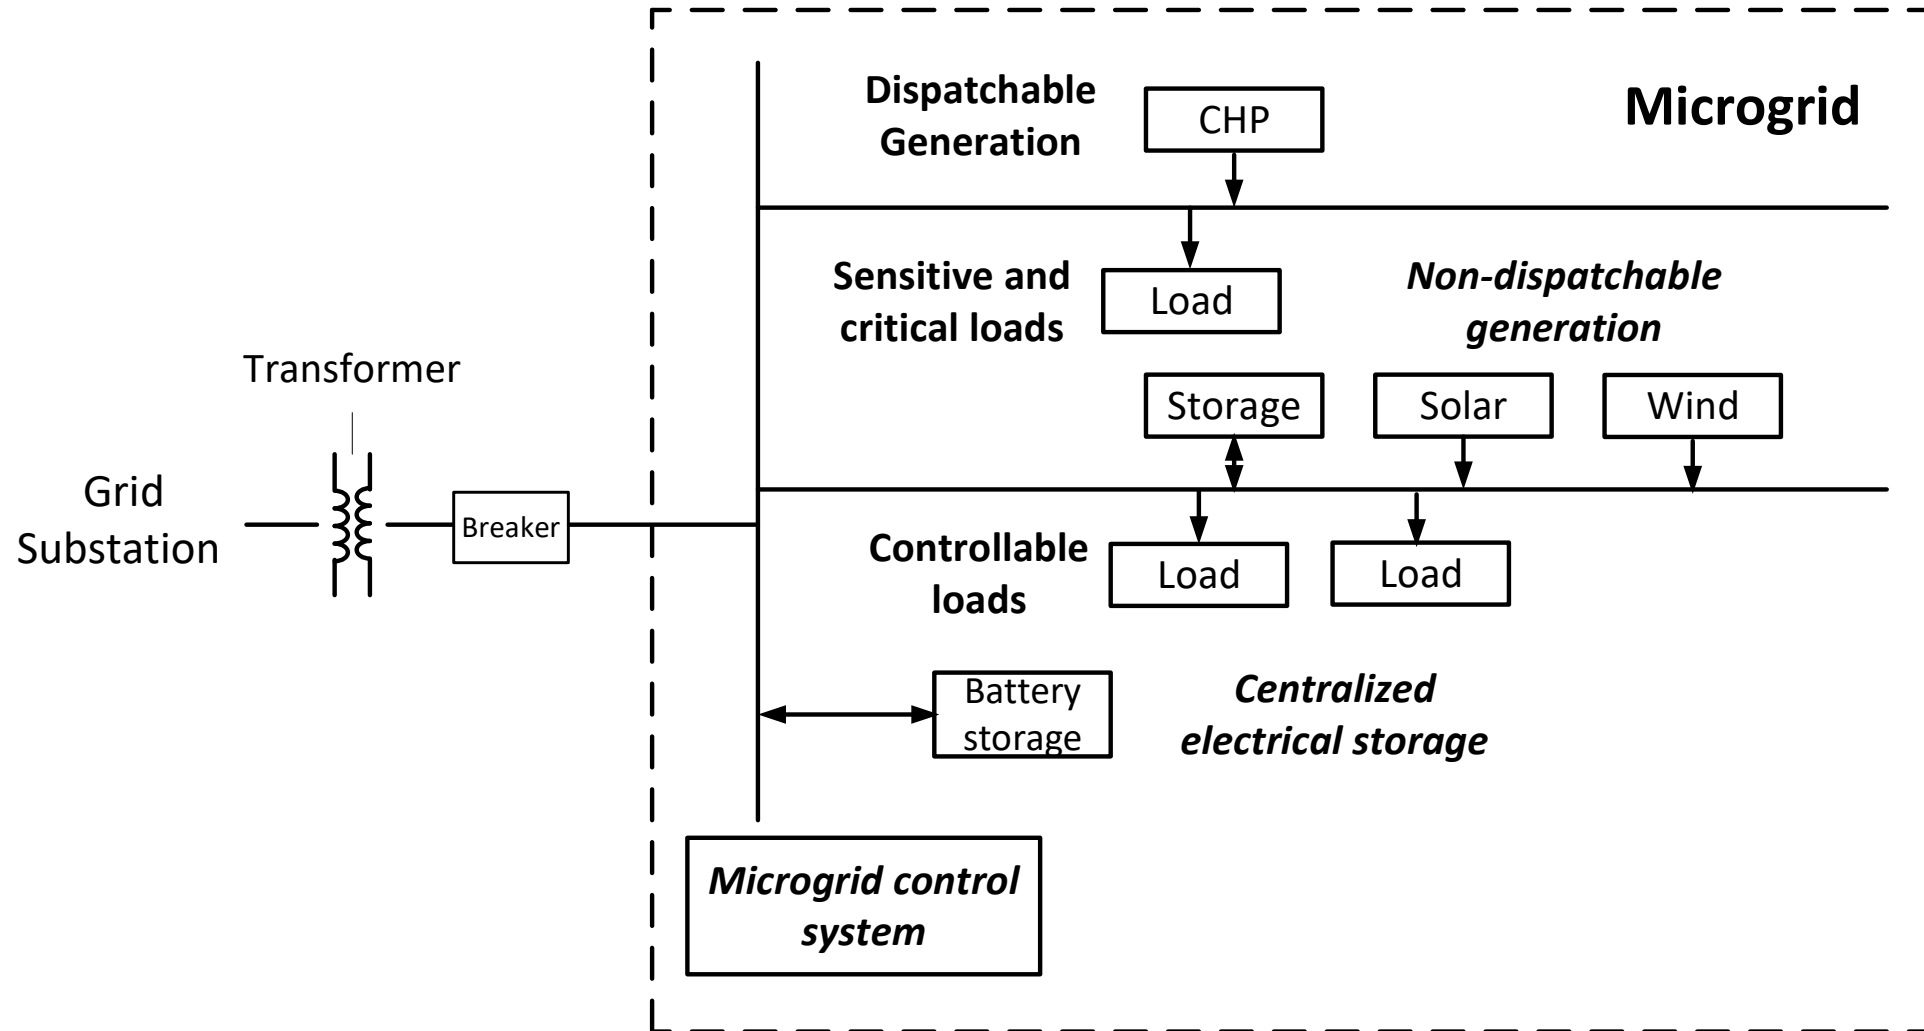 Dispatchable
Generation
CHP
Microgrid
Sensitive and
critical loads
Load
Non-dispatchable
generation
Transformer
Storage
Solar
Wind
Grid
Substation
Breaker
Controllable
loads
Load
Load
Battery
storage
Centralized
electrical storage
Microgrid control
system